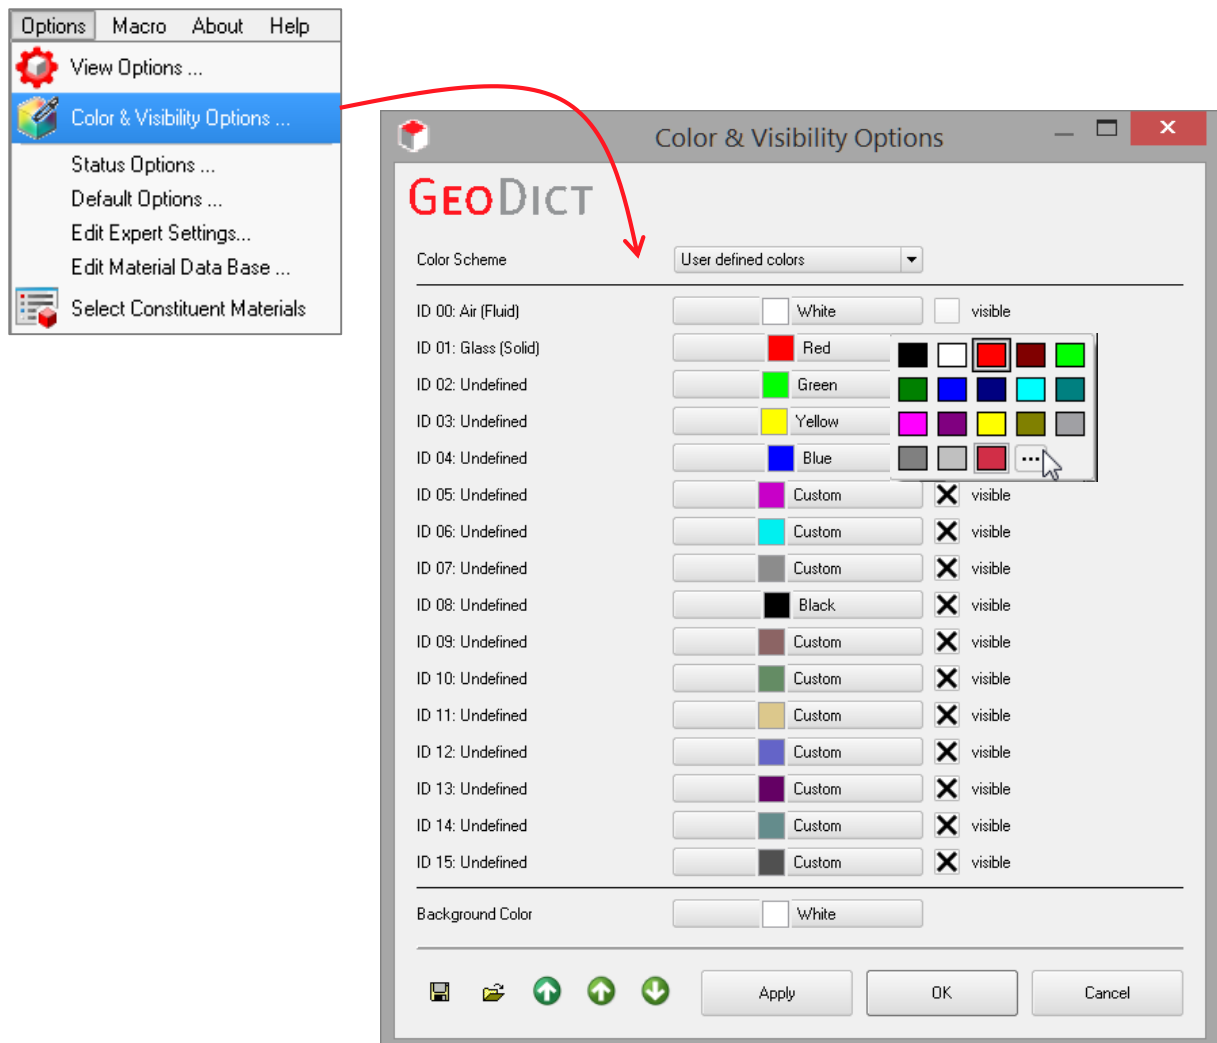 Options Macro About Help
View Options ...
Color & Visibility Options ...
Status Options ...
Default Options ...
Edit Expert Settings...
Edit Material Data Base ...
Select Constituent Materials
Color & Visibility Options
GEODICT
Color Scheme User defined colors
ID 00: Air (Fluid) White visible
ID 01: Glass (Solid) Red
ID 02: Undefined Green
ID 03: Undefined Yellow
ID 04: Undefined Blue ...
ID 05: Undefined Custom visible
ID 06: Undefined Custom visible
ID 07: Undefined Custom visible
ID 08: Undefined Black visible
ID 09: Undefined Custom visible
ID 10: Undefined Custom visible
ID 11: Undefined Custom visible
ID 12: Undefined Custom visible
ID 13: Undefined Custom visible
ID 14: Undefined Custom visible
ID 15: Undefined Custom visible
Background Color White
Apply OK Cancel